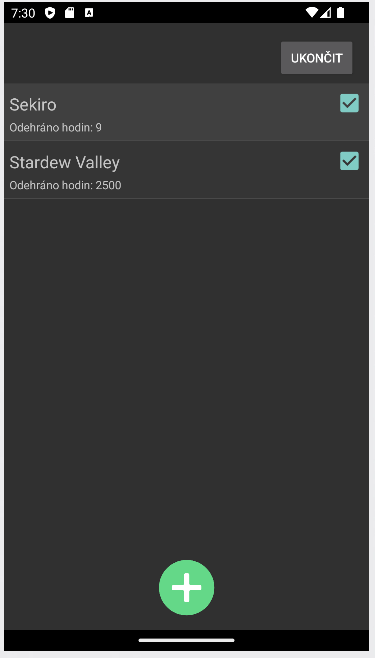 7:30
UKONČIT
Sekiro
Odehráno hodin: 9
Stardew Valley
Odehráno hodin: 2500